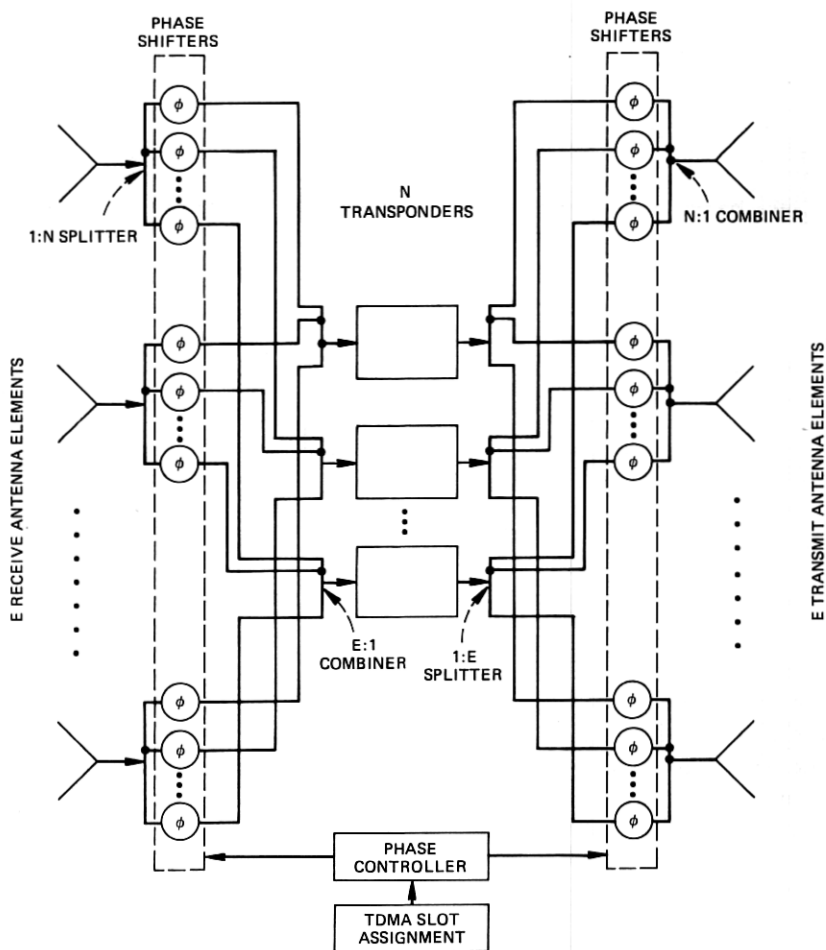 PHASE
SHIFTERS
PHASE
SHIFTERS
φ
φ
φ
φ
φ
φ
N
TRANSPONDERS
1:N SPLITTER
N:1 COMBINER
E RECEIVE ANTENNA ELEMENTS
E TRANSMIT ANTENNA ELEMENTS
φ
φ
φ
φ
φ
φ
E:1
COMBINER
1:E
SPLITTER
φ
φ
φ
φ
φ
φ
PHASE
CONTROLLER
TDMA SLOT
ASSIGNMENT